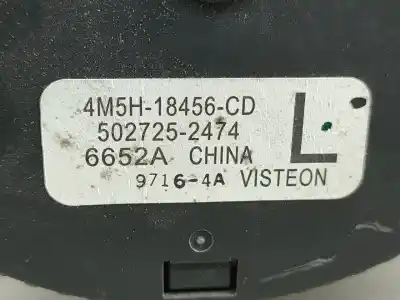 4M5H-18456-CD
502725-2474
6652A CHINA
L
9716-4A VISTEON